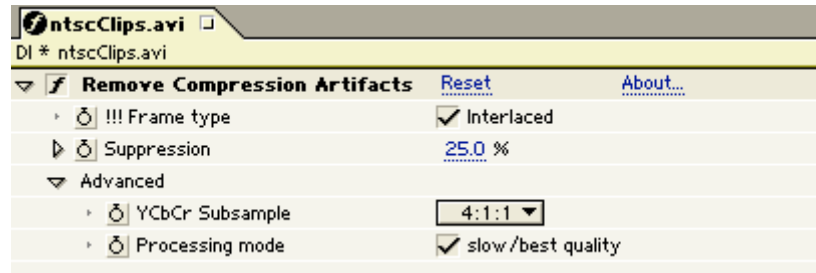 ntscClips.avi
DI * ntscClips.avi
f Remove Compression Artifacts Reset About...
!!! Frame type Interlaced
Suppression 25.0 %
Advanced
YCbCr Subsample 4:1:1
Processing mode slow/best quality